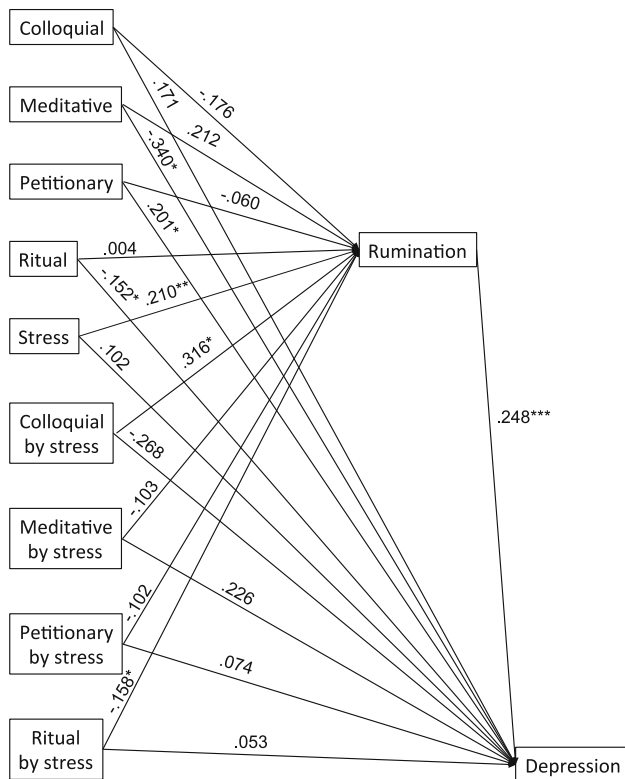 Colloquial
.171
-.176
Meditative
-.340*
.212
Petitionary
.201*
-.060
Rumination
Ritual
.004
-.152*
.210**
Stress
.102
.316*
Colloquial
by stress
-.268
.248***
Meditative
by stress
-.103
.226
Petitionary
by stress
-.102
.074
Ritual
by stress
-.158*
.053
Depression